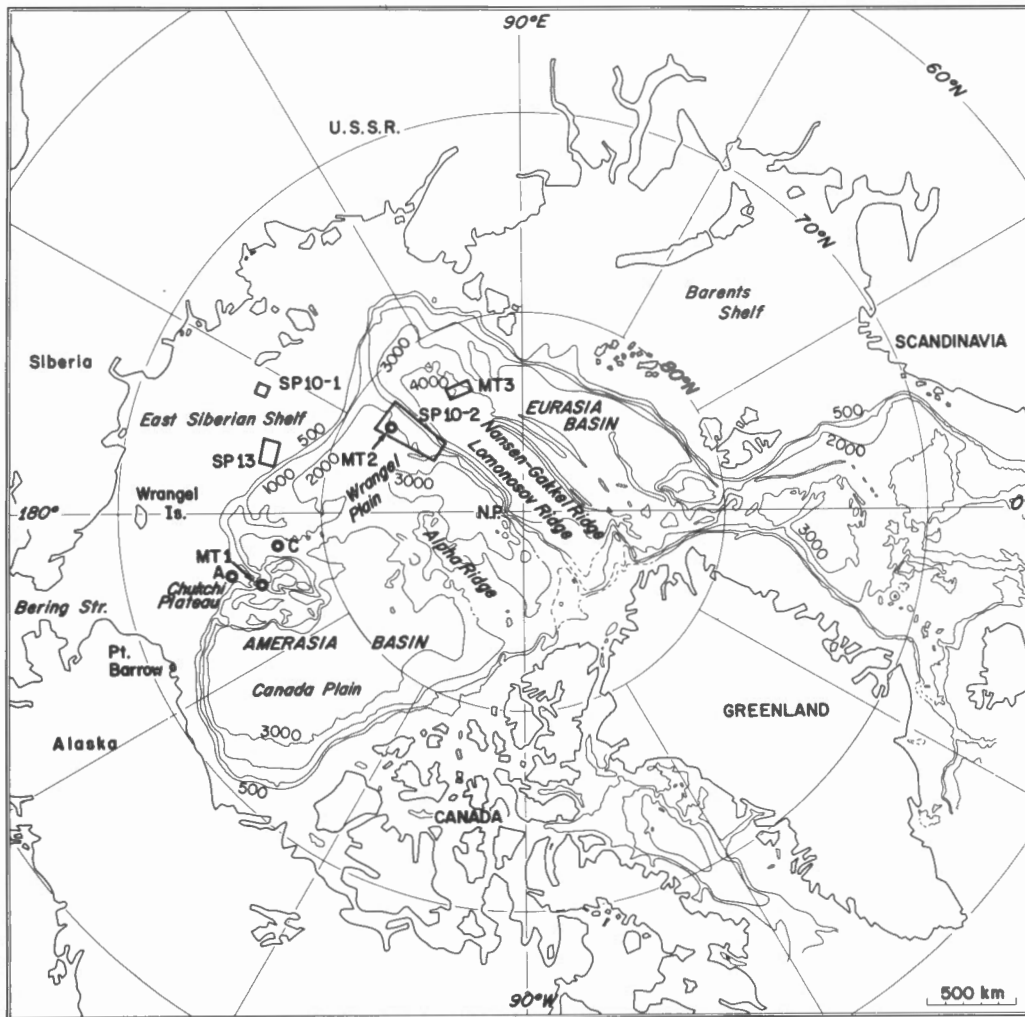 90°E
60°N
U.S.S.R.
70°N
Barents
Shelf
SCANDINAVIA
Siberia
3000
80°N
4000
MT3
SP10-1
SP10-2
EURASIA
BASIN
500
2000
East Siberian Shelf
500
Nansen-Gakkel Ridge
Lomonosov Ridge
SP13
1000
2000
MT2
Wrangel
Plain
3000
Wrangel
Is.
180°
N.P.
0°
3000
C
Alpha Ridge
MT1
A
Chukchi
Plateau
Bering Str.
AMERASIA BASIN
Pt.
Barrow
Canada Plain
GREENLAND
3000
Alaska
500
CANADA
90°W
500 km